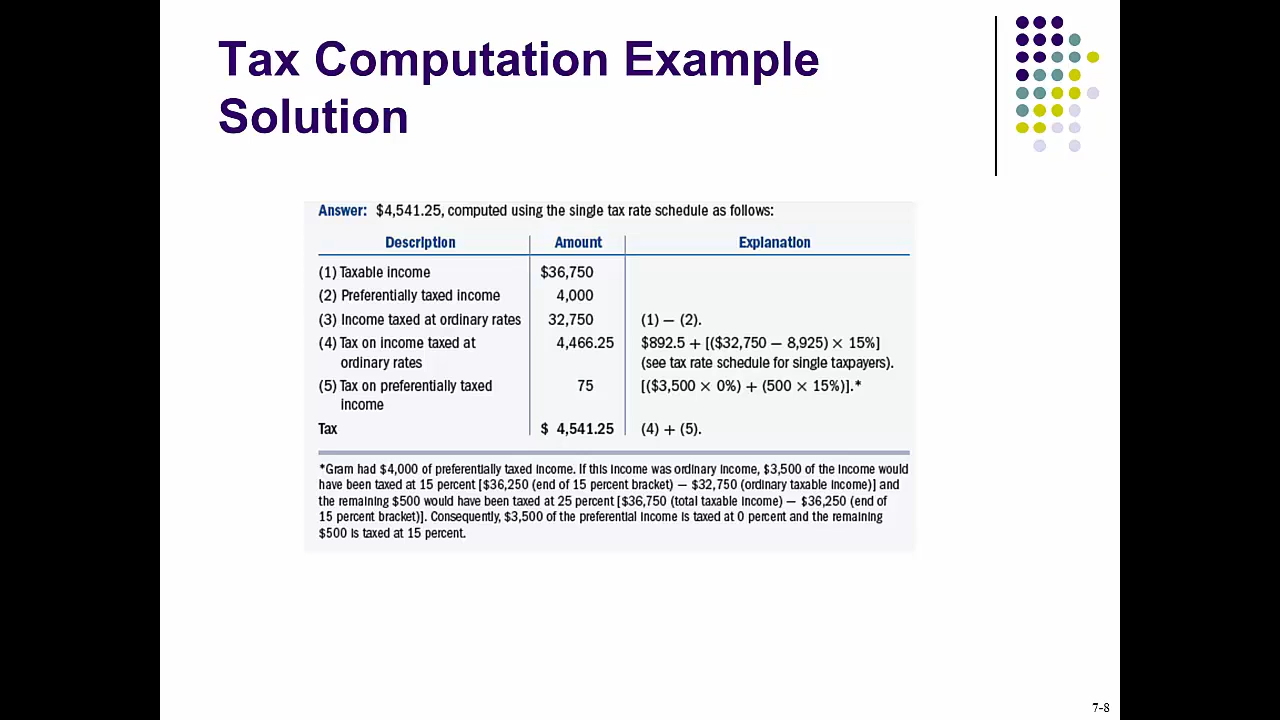 Tax Computation Example
Solution
Answer: $4,541.25, computed using the single tax rate schedule as follows:
Description Amount Explanation
(1) Taxable income $36,750
(2) Preferentially taxed income 4,000
(3) Income taxed at ordinary rates 32,750 (1) — (2).
(4) Tax on income taxed at 4,466.25 $892.5 + [($32,750 — 8,925) × 15%]
ordinary rates (see tax rate schedule for single taxpayers).
(5) Tax on preferentially taxed 75 [($3,500 × 0%) + (500 × 15%)].*
income
Tax $ 4,541.25 (4) + (5).
*Gram had $4,000 of preferentially taxed income. If this income was ordinary income, $3,500 of the income would
have been taxed at 15 percent [$36,250 (end of 15 percent bracket) — $32,750 (ordinary taxable income)] and
the remaining $500 would have been taxed at 25 percent [$36,750 (total taxable income) — $36,250 (end of
15 percent bracket)]. Consequently, $3,500 of the preferential income is taxed at 0 percent and the remaining
$500 is taxed at 15 percent.
7-8